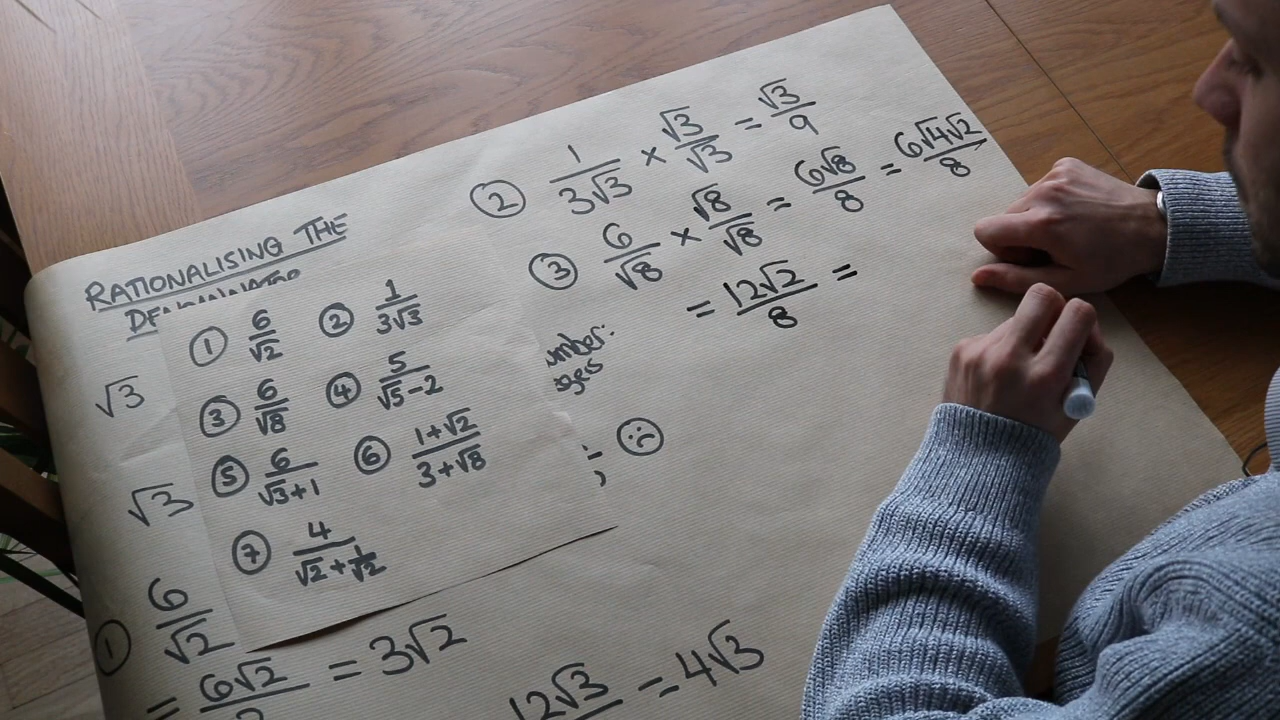 RATIONALISING THE
√3
√3
① 6/√2 ② 1/(3√3)
③ 6/√8 ④ 5/(√5-2)
⑤ 6/(√3+1) ⑥ (1+√2)/(3+√8)
⑦ 4/(√2+1/√2)
② 1/(3√3) × √3/√3 = √3/9
③ 6/√8 × √8/√8 = 6√8/8 = 6√4√2/8
= 12√2/8 =
① 6/√2
= 3√2
12√3
= 4√3